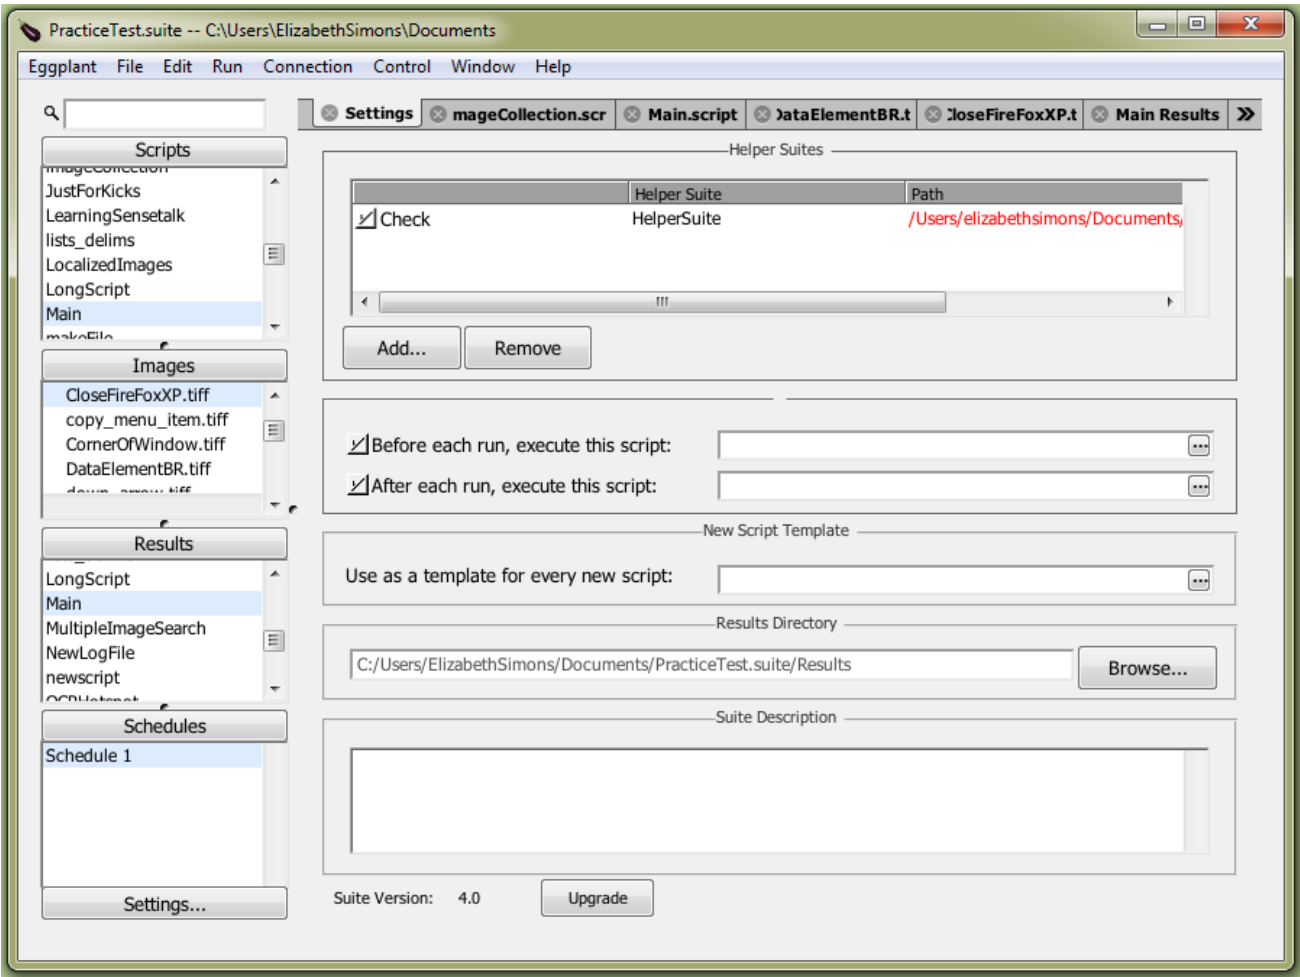 PracticeTest.suite -- C:\Users\ElizabethSimons\Documents
Eggplant File Edit Run Connection Control Window Help
Settings mageCollection.scr Main.script DataElementBR.t CloseFireFoxXP.t Main Results
Scripts
ImageCollection
JustForKicks
LearningSensetalk
lists_delims
LocalizedImages
LongScript
Main
makeFile
Images
CloseFireFoxXP.tiff
copy_menu_item.tiff
CornerOfWindow.tiff
DataElementBR.tiff
down_arrow.tiff
Results
LongScript
Main
MultipleImageSearch
NewLogFile
newscript
OCRHotspot
Schedules
Schedule 1
Settings...
Helper Suites
Helper Suite Path
Check HelperSuite /Users/elizabethsimons/Documents/
Add... Remove
Before each run, execute this script:
After each run, execute this script:
New Script Template
Use as a template for every new script:
Results Directory
C:/Users/ElizabethSimons/Documents/PracticeTest.suite/Results
Browse...
Suite Description
Suite Version: 4.0 Upgrade